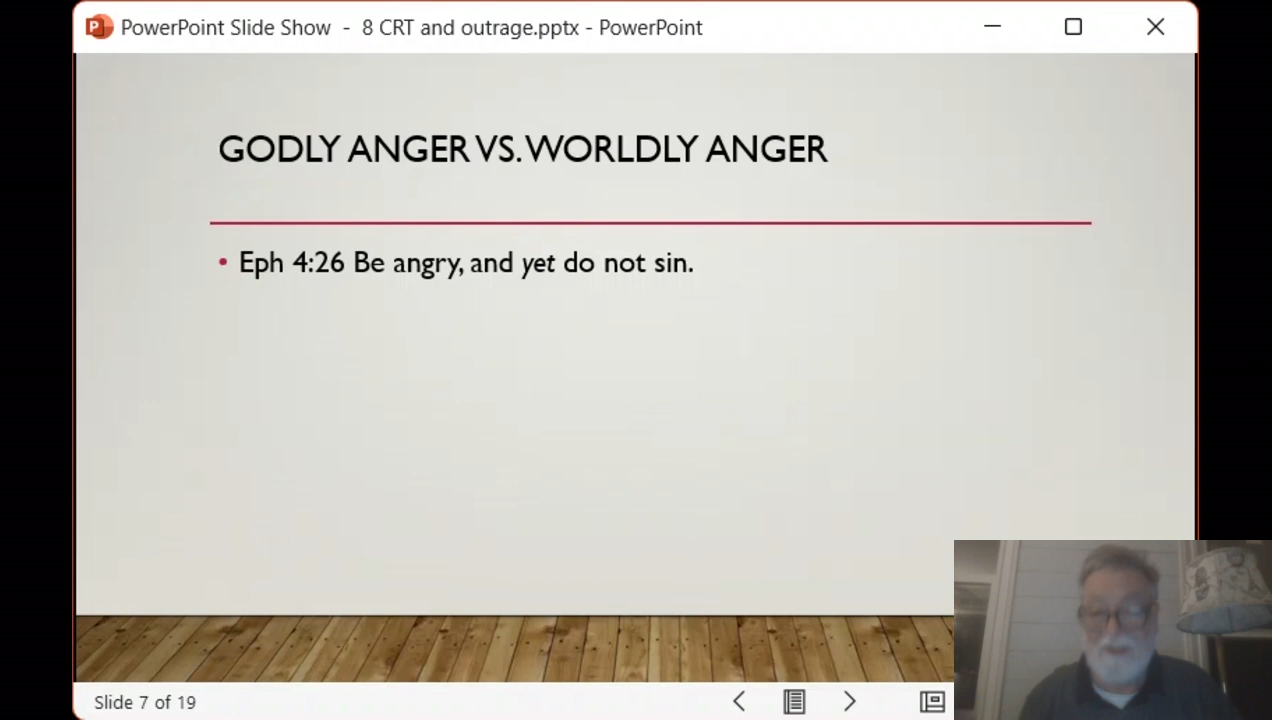 PowerPoint Slide Show - 8 CRT and outrage.pptx - PowerPoint
GODLY ANGER VS. WORLDLY ANGER
• Eph 4:26 Be angry, and yet do not sin.
Slide 7 of 19